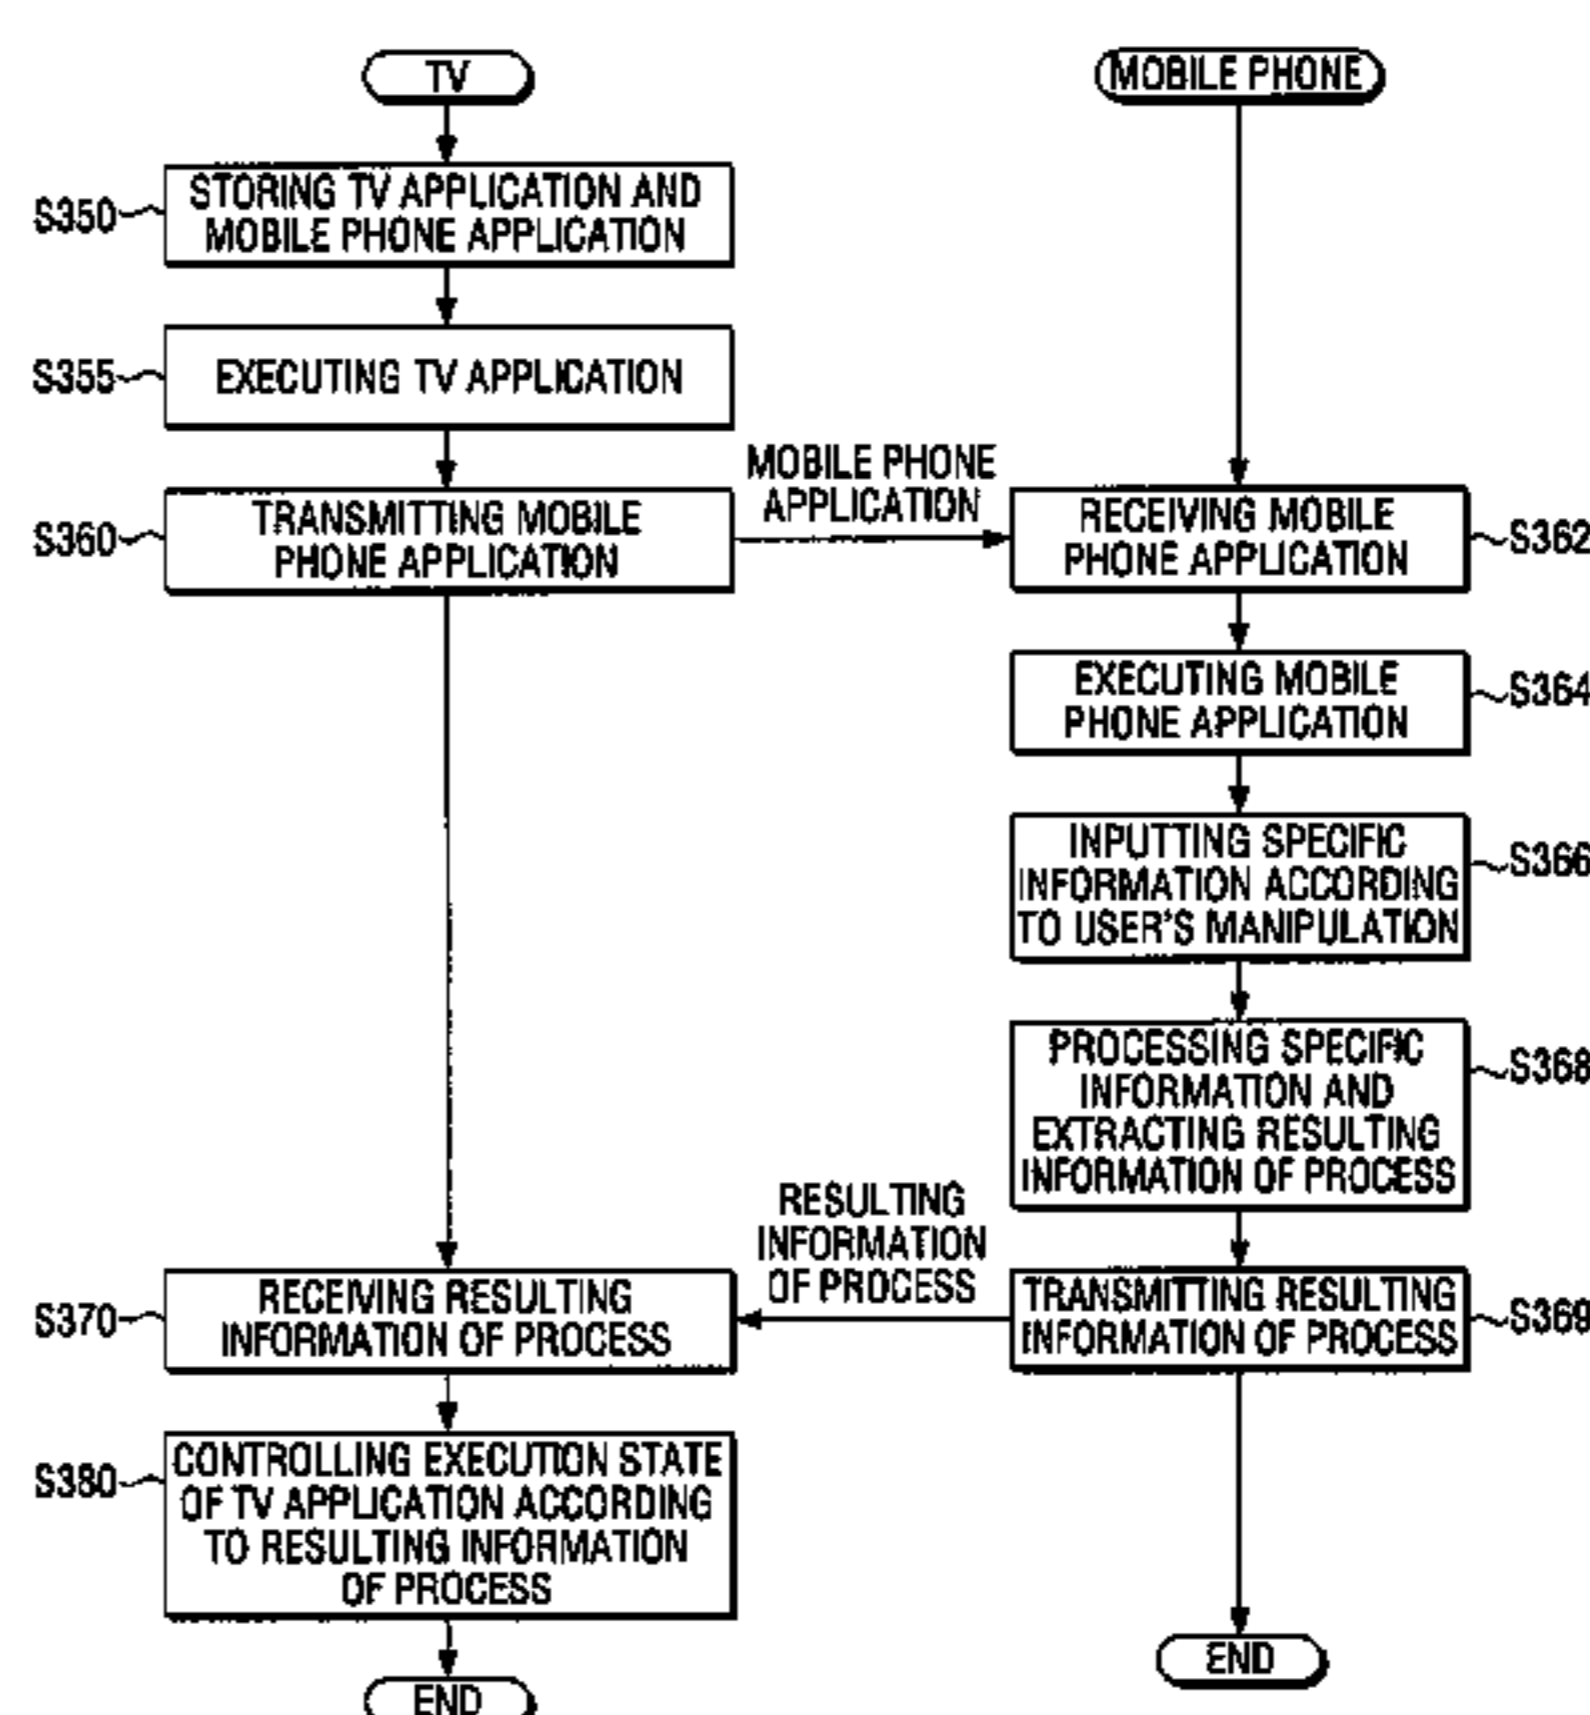 TV
MOBILE PHONE
S350
STORING TV APPLICATION AND
MOBILE PHONE APPLICATION
S355
EXECUTING TV APPLICATION
S360
TRANSMITTING MOBILE
PHONE APPLICATION
MOBILE PHONE
APPLICATION
RECEIVING MOBILE
PHONE APPLICATION
S362
EXECUTING MOBILE
PHONE APPLICATION
S364
INPUTTING SPECIFIC
INFORMATION ACCORDING
TO USER'S MANIPULATION
S366
PROCESSING SPECIFIC
INFORMATION AND
EXTRACTING RESULTING
INFORMATION OF PROCESS
S368
TRANSMITTING RESULTING
INFORMATION OF PROCESS
S369
RESULTING
INFORMATION
OF PROCESS
S370
RECEIVING RESULTING
INFORMATION OF PROCESS
S380
CONTROLLING EXECUTION STATE
OF TV APPLICATION ACCORDING
TO RESULTING INFORMATION
OF PROCESS
END
END